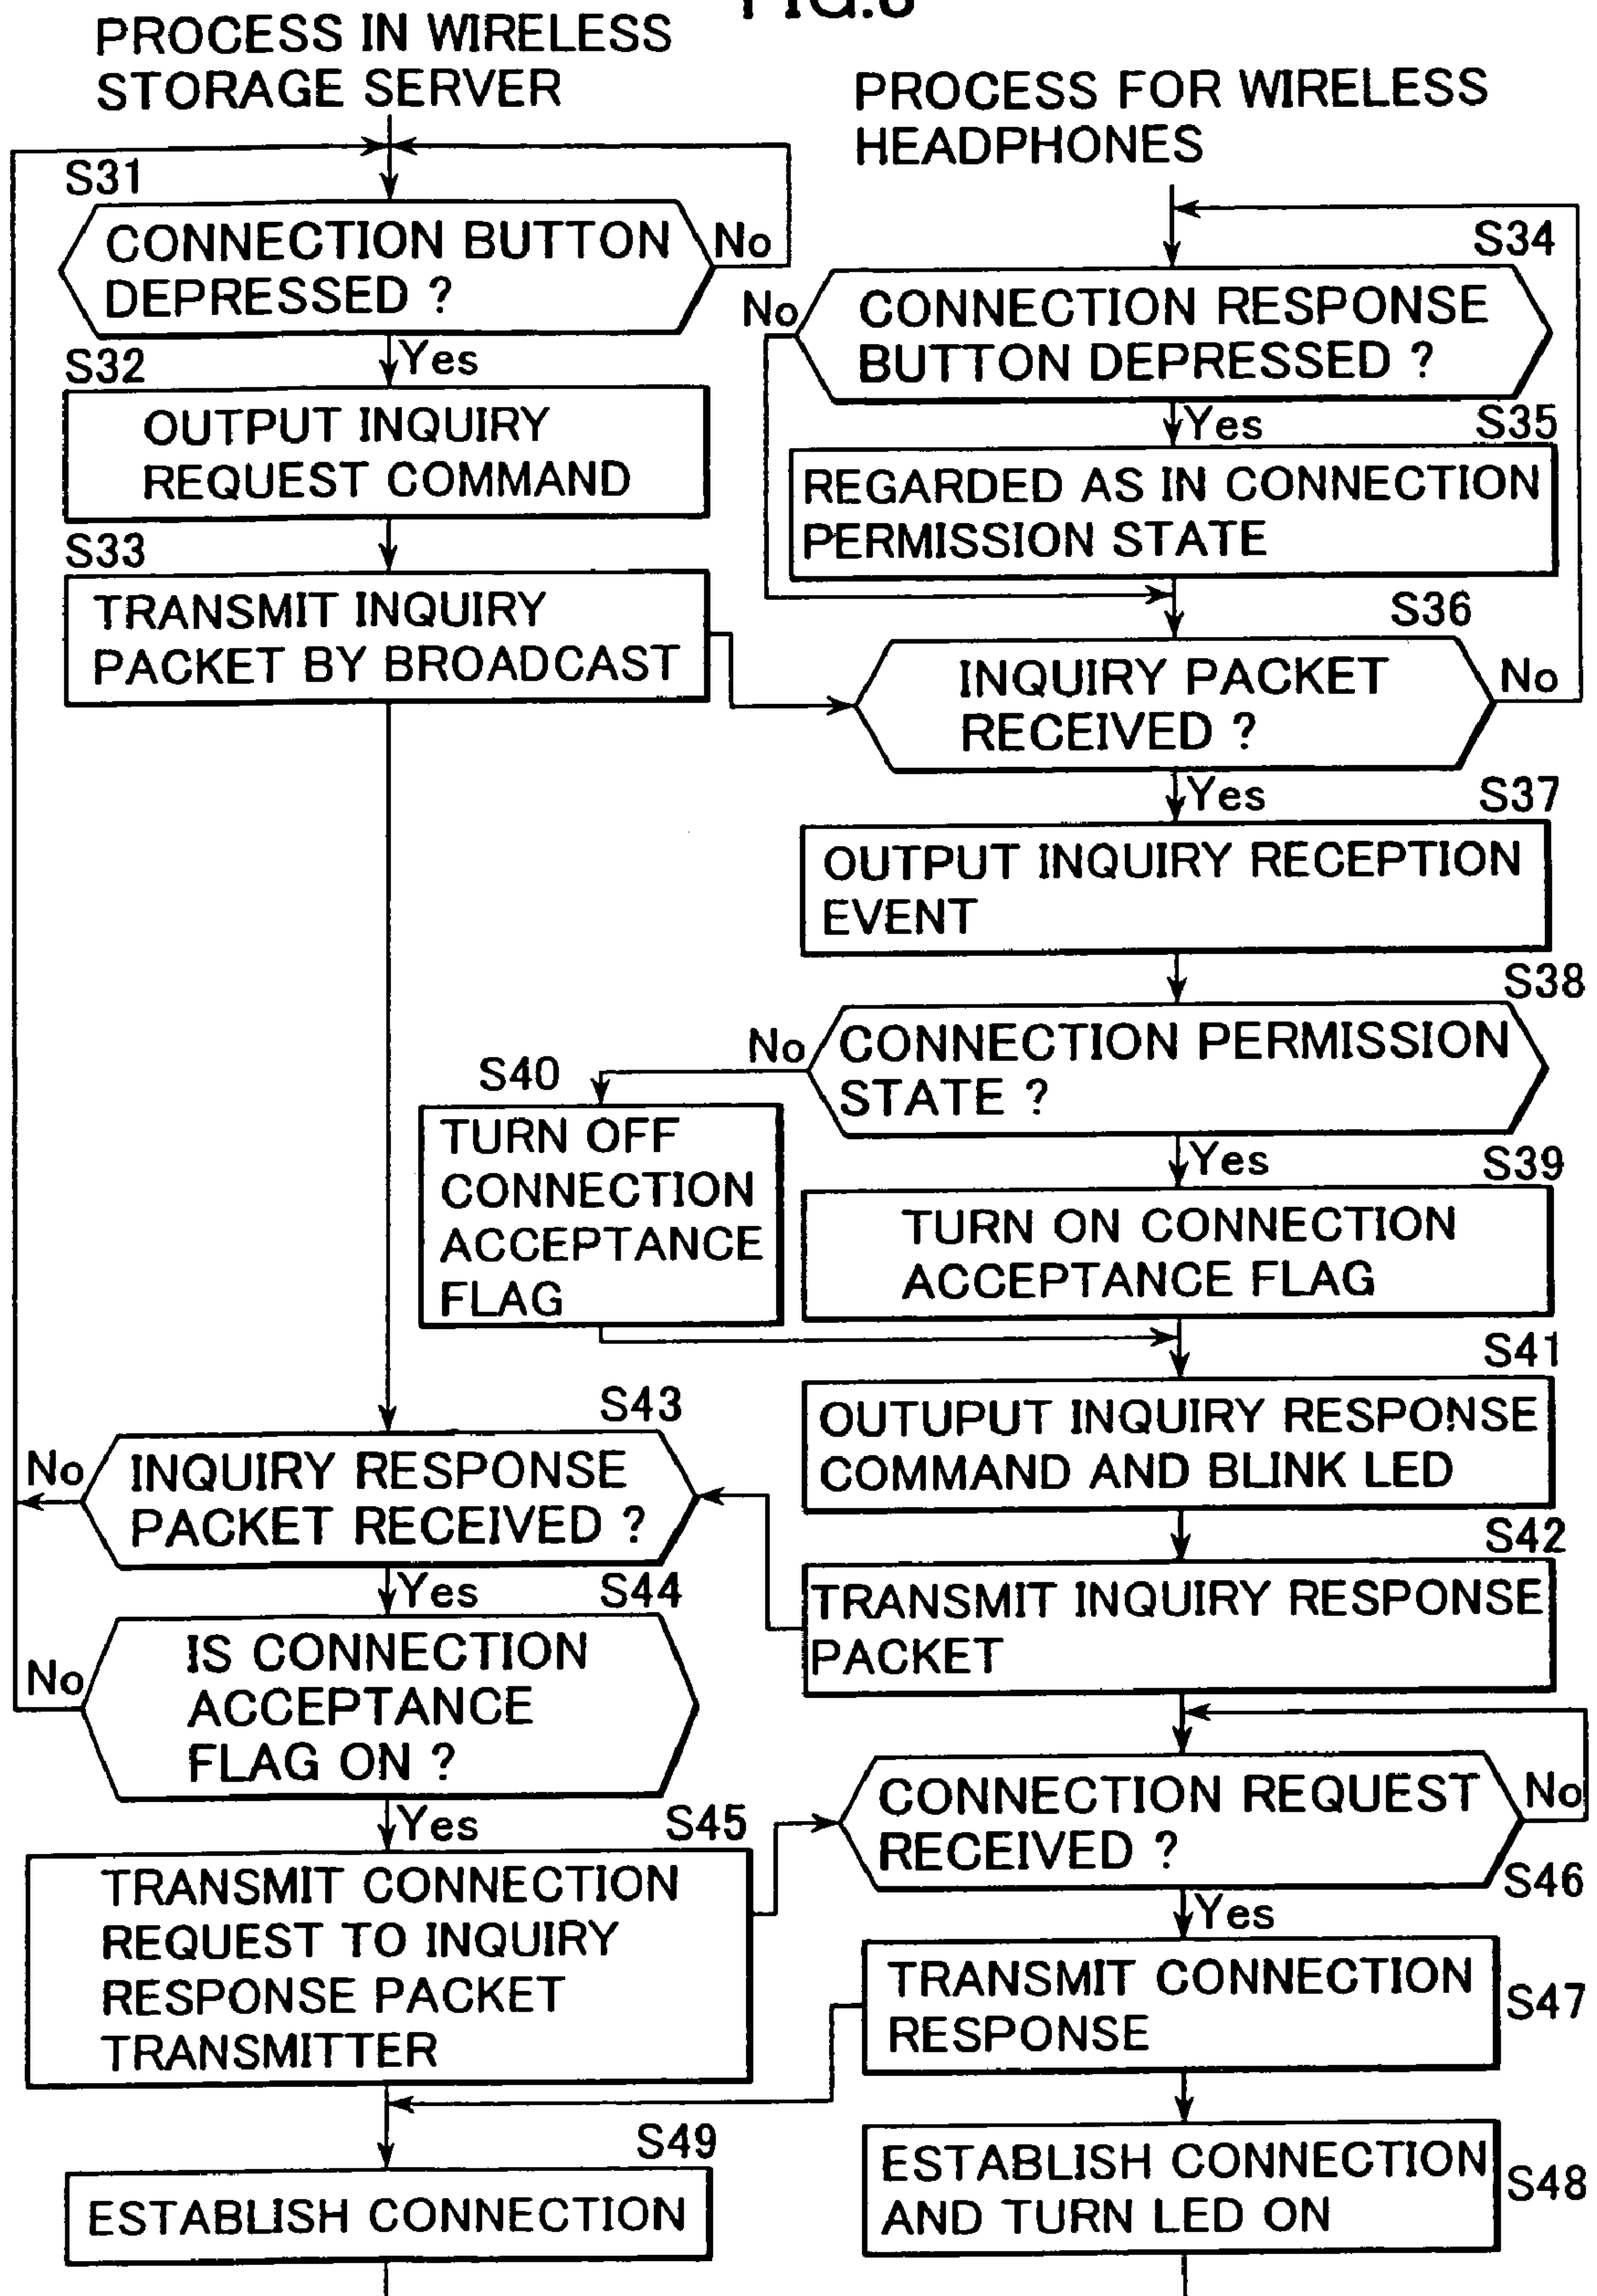 PROCESS IN WIRELESS
STORAGE SERVER
PROCESS FOR WIRELESS
HEADPHONES
S31
CONNECTION BUTTON
DEPRESSED ?
No
Yes
S32
OUTPUT INQUIRY
REQUEST COMMAND
S33
TRANSMIT INQUIRY
PACKET BY BROADCAST
S34
No
CONNECTION RESPONSE
BUTTON DEPRESSED ?
Yes
S35
REGARDED AS IN CONNECTION
PERMISSION STATE
S36
INQUIRY PACKET
RECEIVED ?
No
Yes
S37
OUTPUT INQUIRY RECEPTION
EVENT
S38
No
CONNECTION PERMISSION
STATE ?
S40
TURN OFF
CONNECTION
ACCEPTANCE
FLAG
Yes
S39
TURN ON CONNECTION
ACCEPTANCE FLAG
S41
OUTUPUT INQUIRY RESPONSE
COMMAND AND BLINK LED
S42
TRANSMIT INQUIRY RESPONSE
PACKET
S43
No
INQUIRY RESPONSE
PACKET RECEIVED ?
Yes
S44
No
IS CONNECTION
ACCEPTANCE
FLAG ON ?
Yes
S45
TRANSMIT CONNECTION
REQUEST TO INQUIRY
RESPONSE PACKET
TRANSMITTER
CONNECTION REQUEST
RECEIVED ?
No
S46
Yes
TRANSMIT CONNECTION
RESPONSE
S47
S49
ESTABLISH CONNECTION
ESTABLISH CONNECTION
AND TURN LED ON
S48